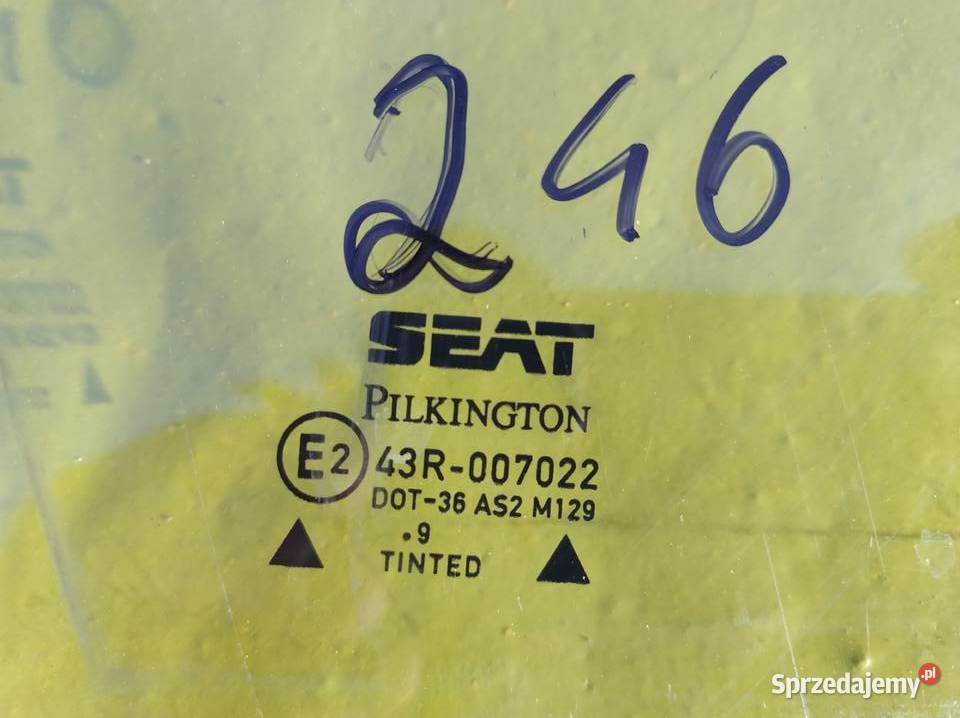 246
SEAT
PILKINGTON
E2 43R-007022
DOT-36 AS2 M129
.9
TINTED
Sprzedajemy.pl